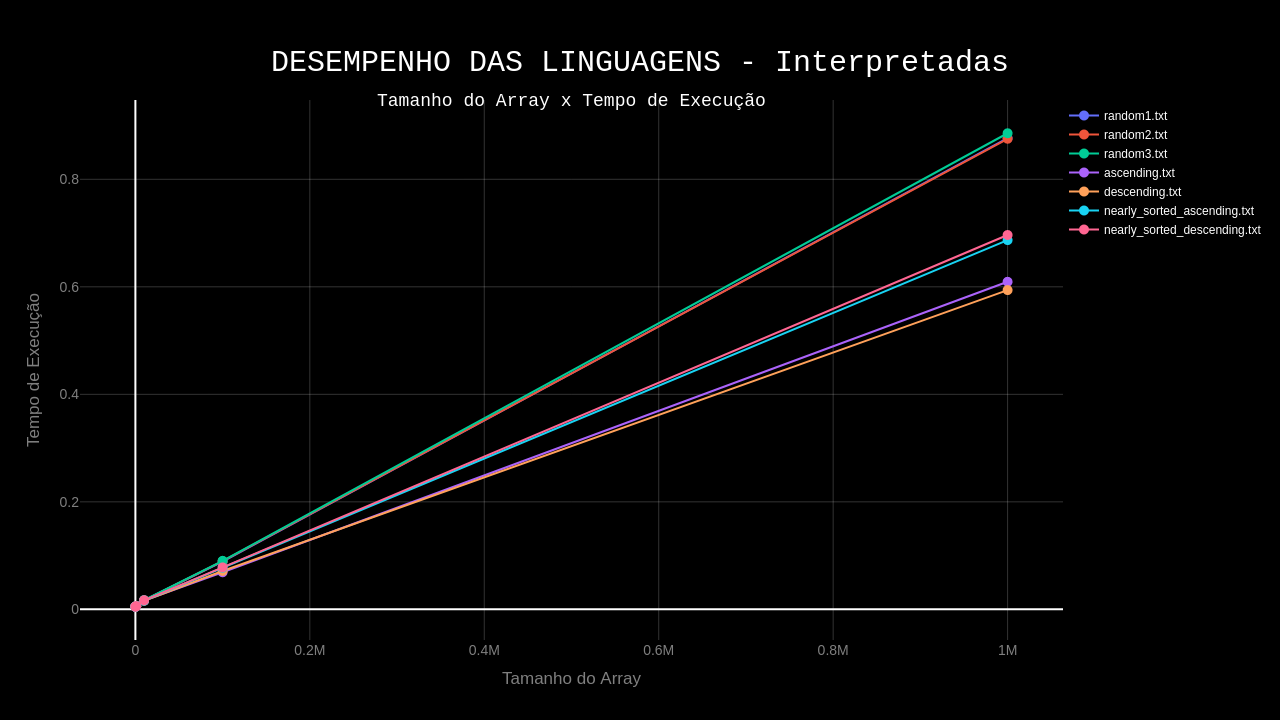 DESEMPENHO DAS LINGUAGENS - Interpretadas
Tamanho do Array x Tempo de Execução
random1.txt
random2.txt
random3.txt
ascending.txt
descending.txt
nearly_sorted_ascending.txt
nearly_sorted_descending.txt
Tempo de Execução
0.8
0.6
0.4
0.2
0
0
0.2M
0.4M
0.6M
0.8M
1M
Tamanho do Array